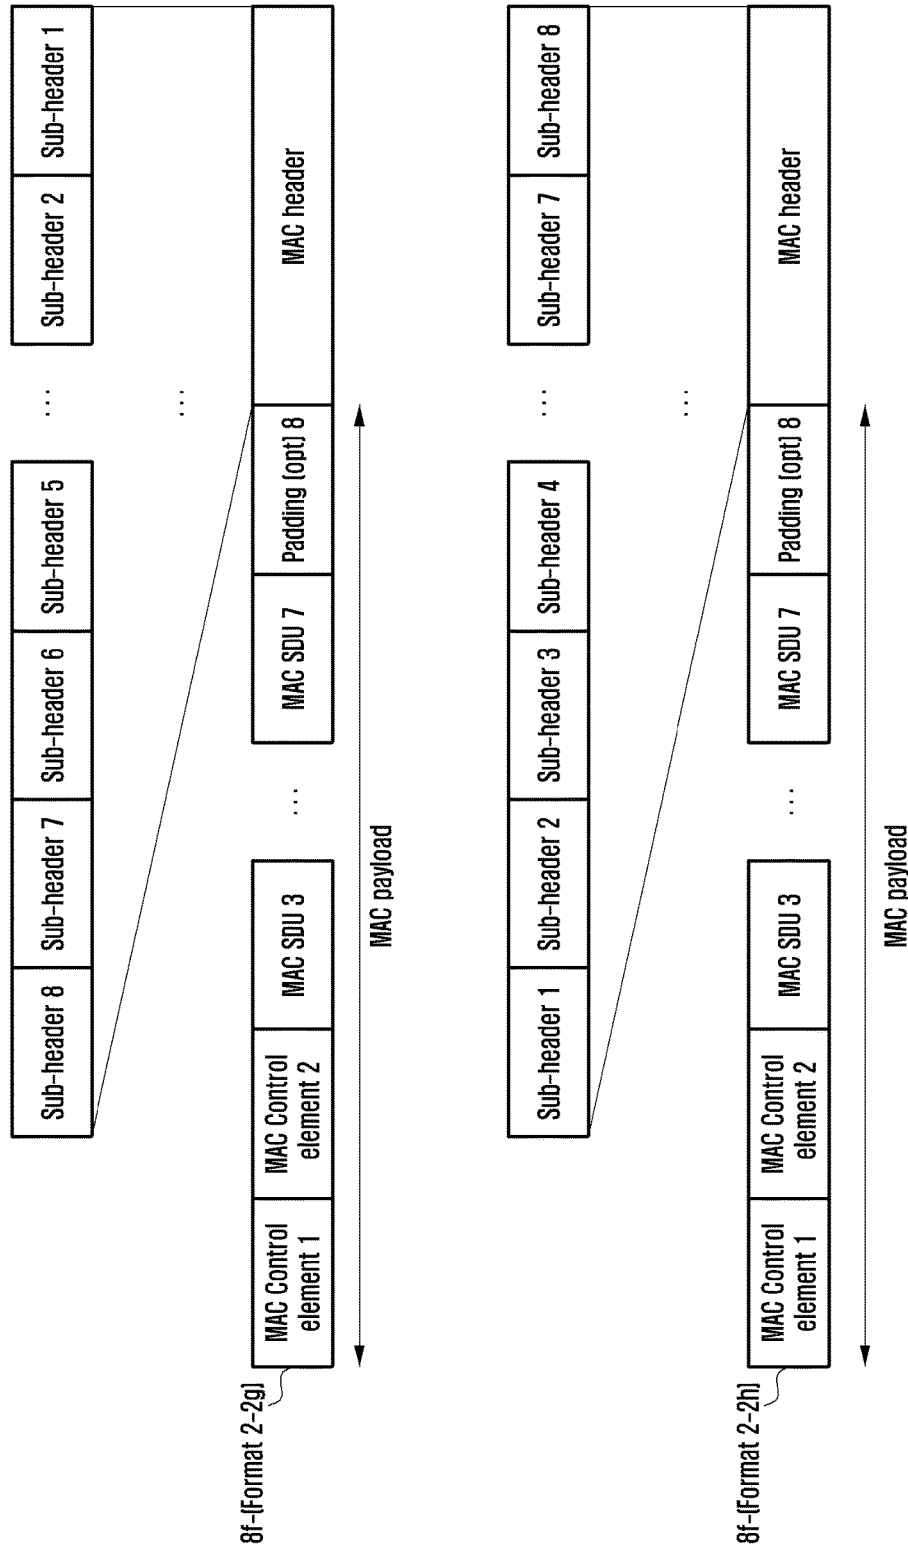 Sub-header 8
Sub-header 7
Sub-header 6
Sub-header 5
...
Sub-header 2
Sub-header 1
...
8f-(Format 2-2g)
MAC Control
element 1
MAC Control
element 2
MAC SDU 3
...
MAC SDU 7
Padding (opt) 8
MAC header
MAC payload
Sub-header 1
Sub-header 2
Sub-header 3
Sub-header 4
...
Sub-header 7
Sub-header 8
...
8f-(Format 2-2h)
MAC Control
element 1
MAC Control
element 2
MAC SDU 3
...
MAC SDU 7
Padding (opt) 8
MAC header
MAC payload